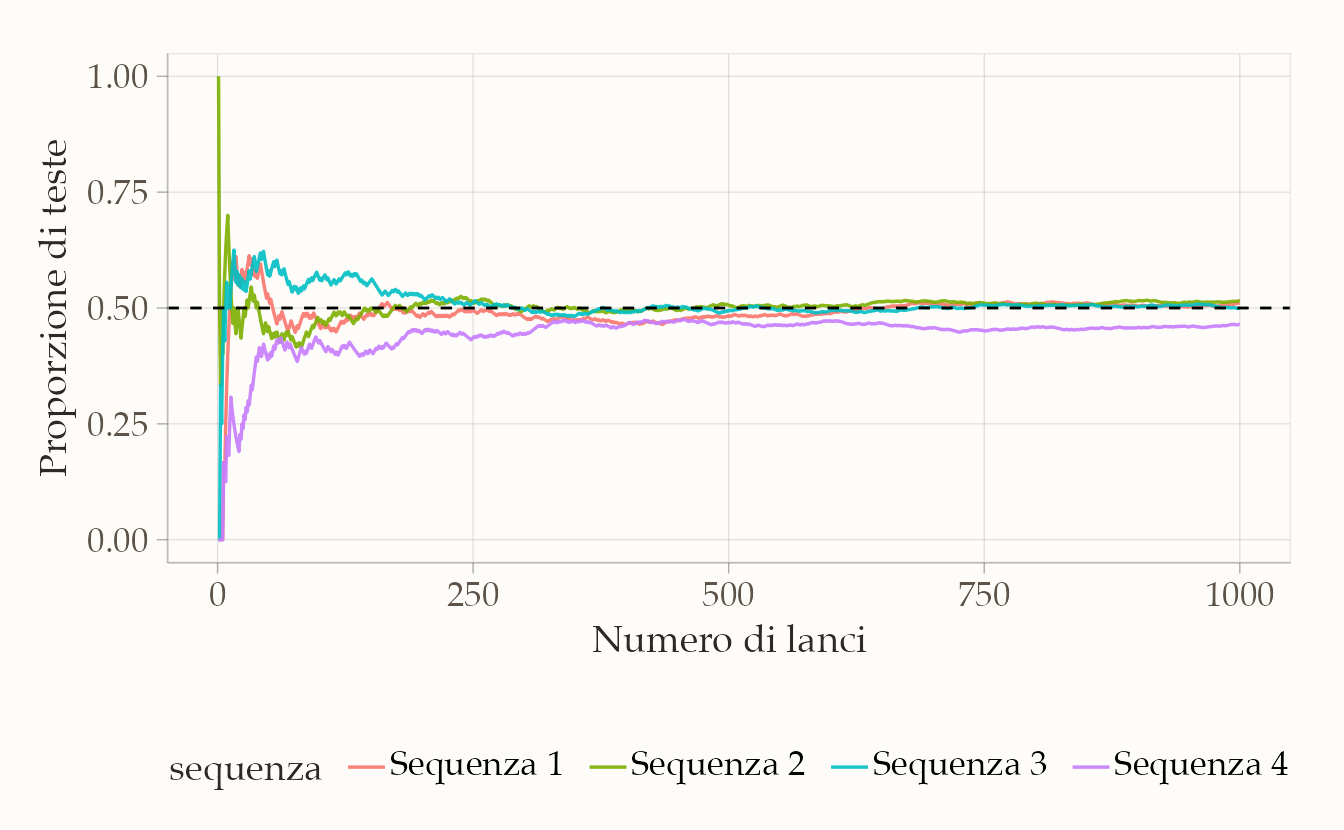 Proporzione di teste
1.00
0.75
0.50
0.25
0.00
0 250 500 750 1000
Numero di lanci
sequenza Sequenza 1 Sequenza 2 Sequenza 3 Sequenza 4